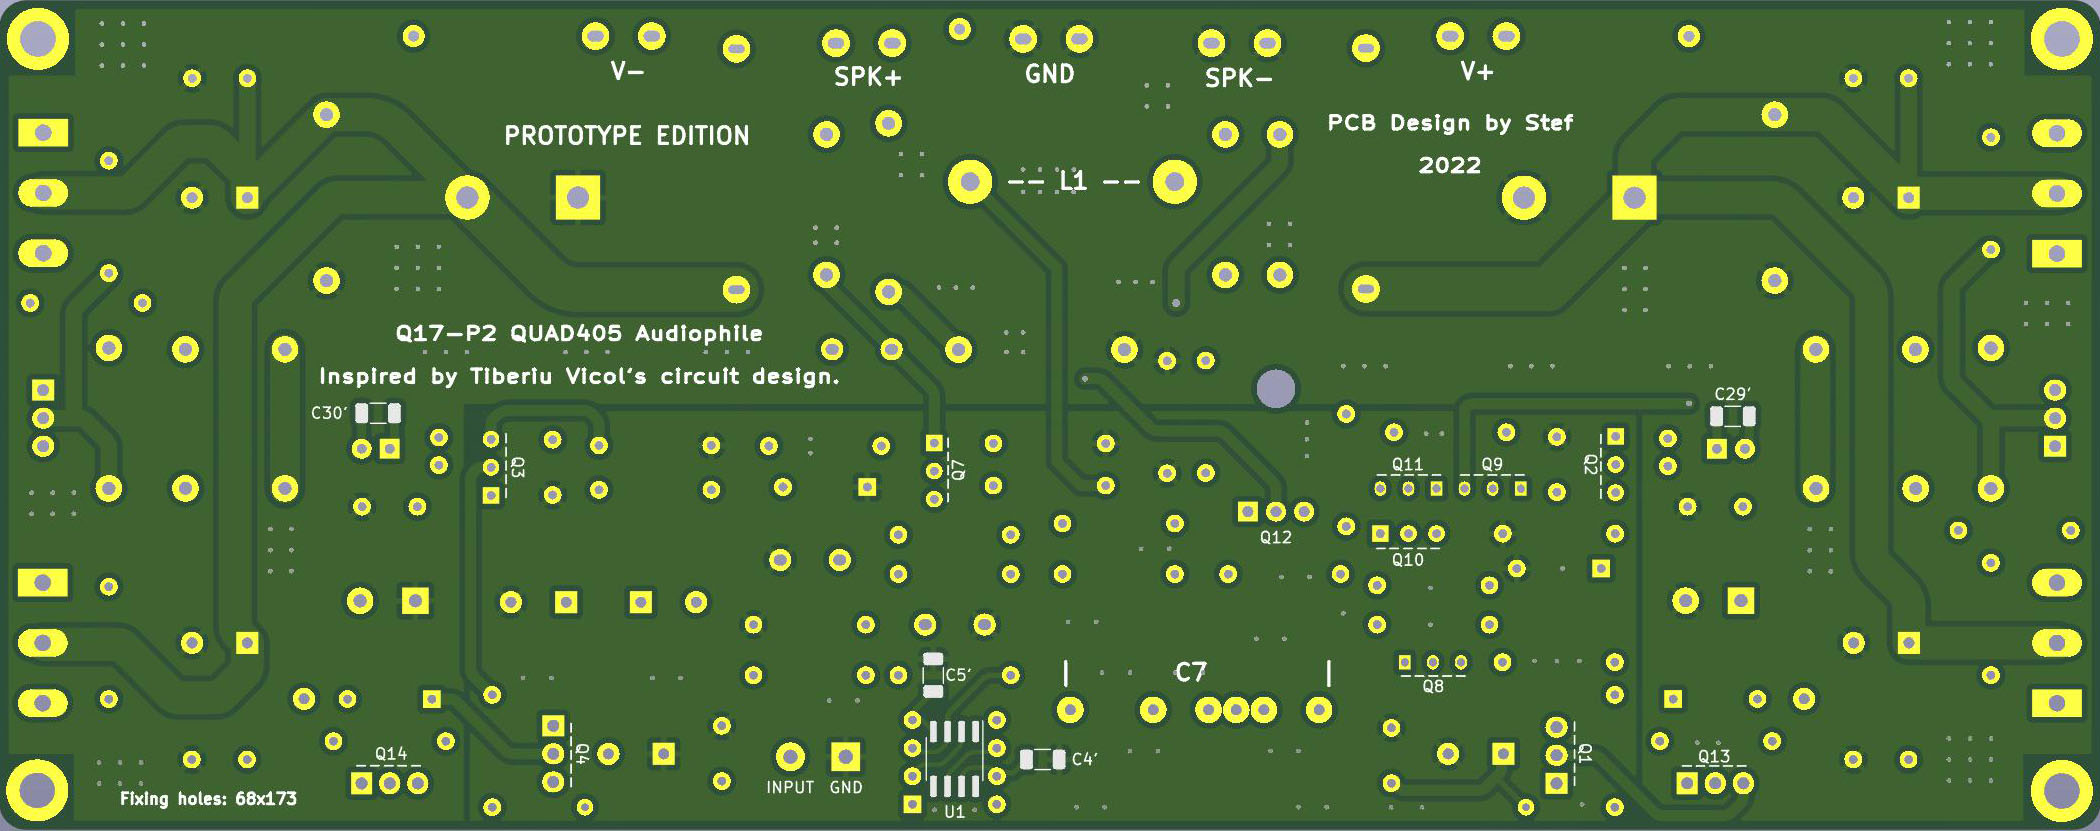 V-
SPK+
GND
SPK-
V+
PROTOTYPE EDITION
PCB Design by Stef
2022
-- L1 --
Q17-P2 QUAD405 Audiophile
Inspired by Tiberiu Vicol's circuit design.
C30'
C29'
Q3
Q7
Q11
Q9
Q2
Q12
Q10
C5'
C7
Q8
Q14
Q4
INPUT
GND
C4'
U1
Q1
Q13
Fixing holes: 68x173